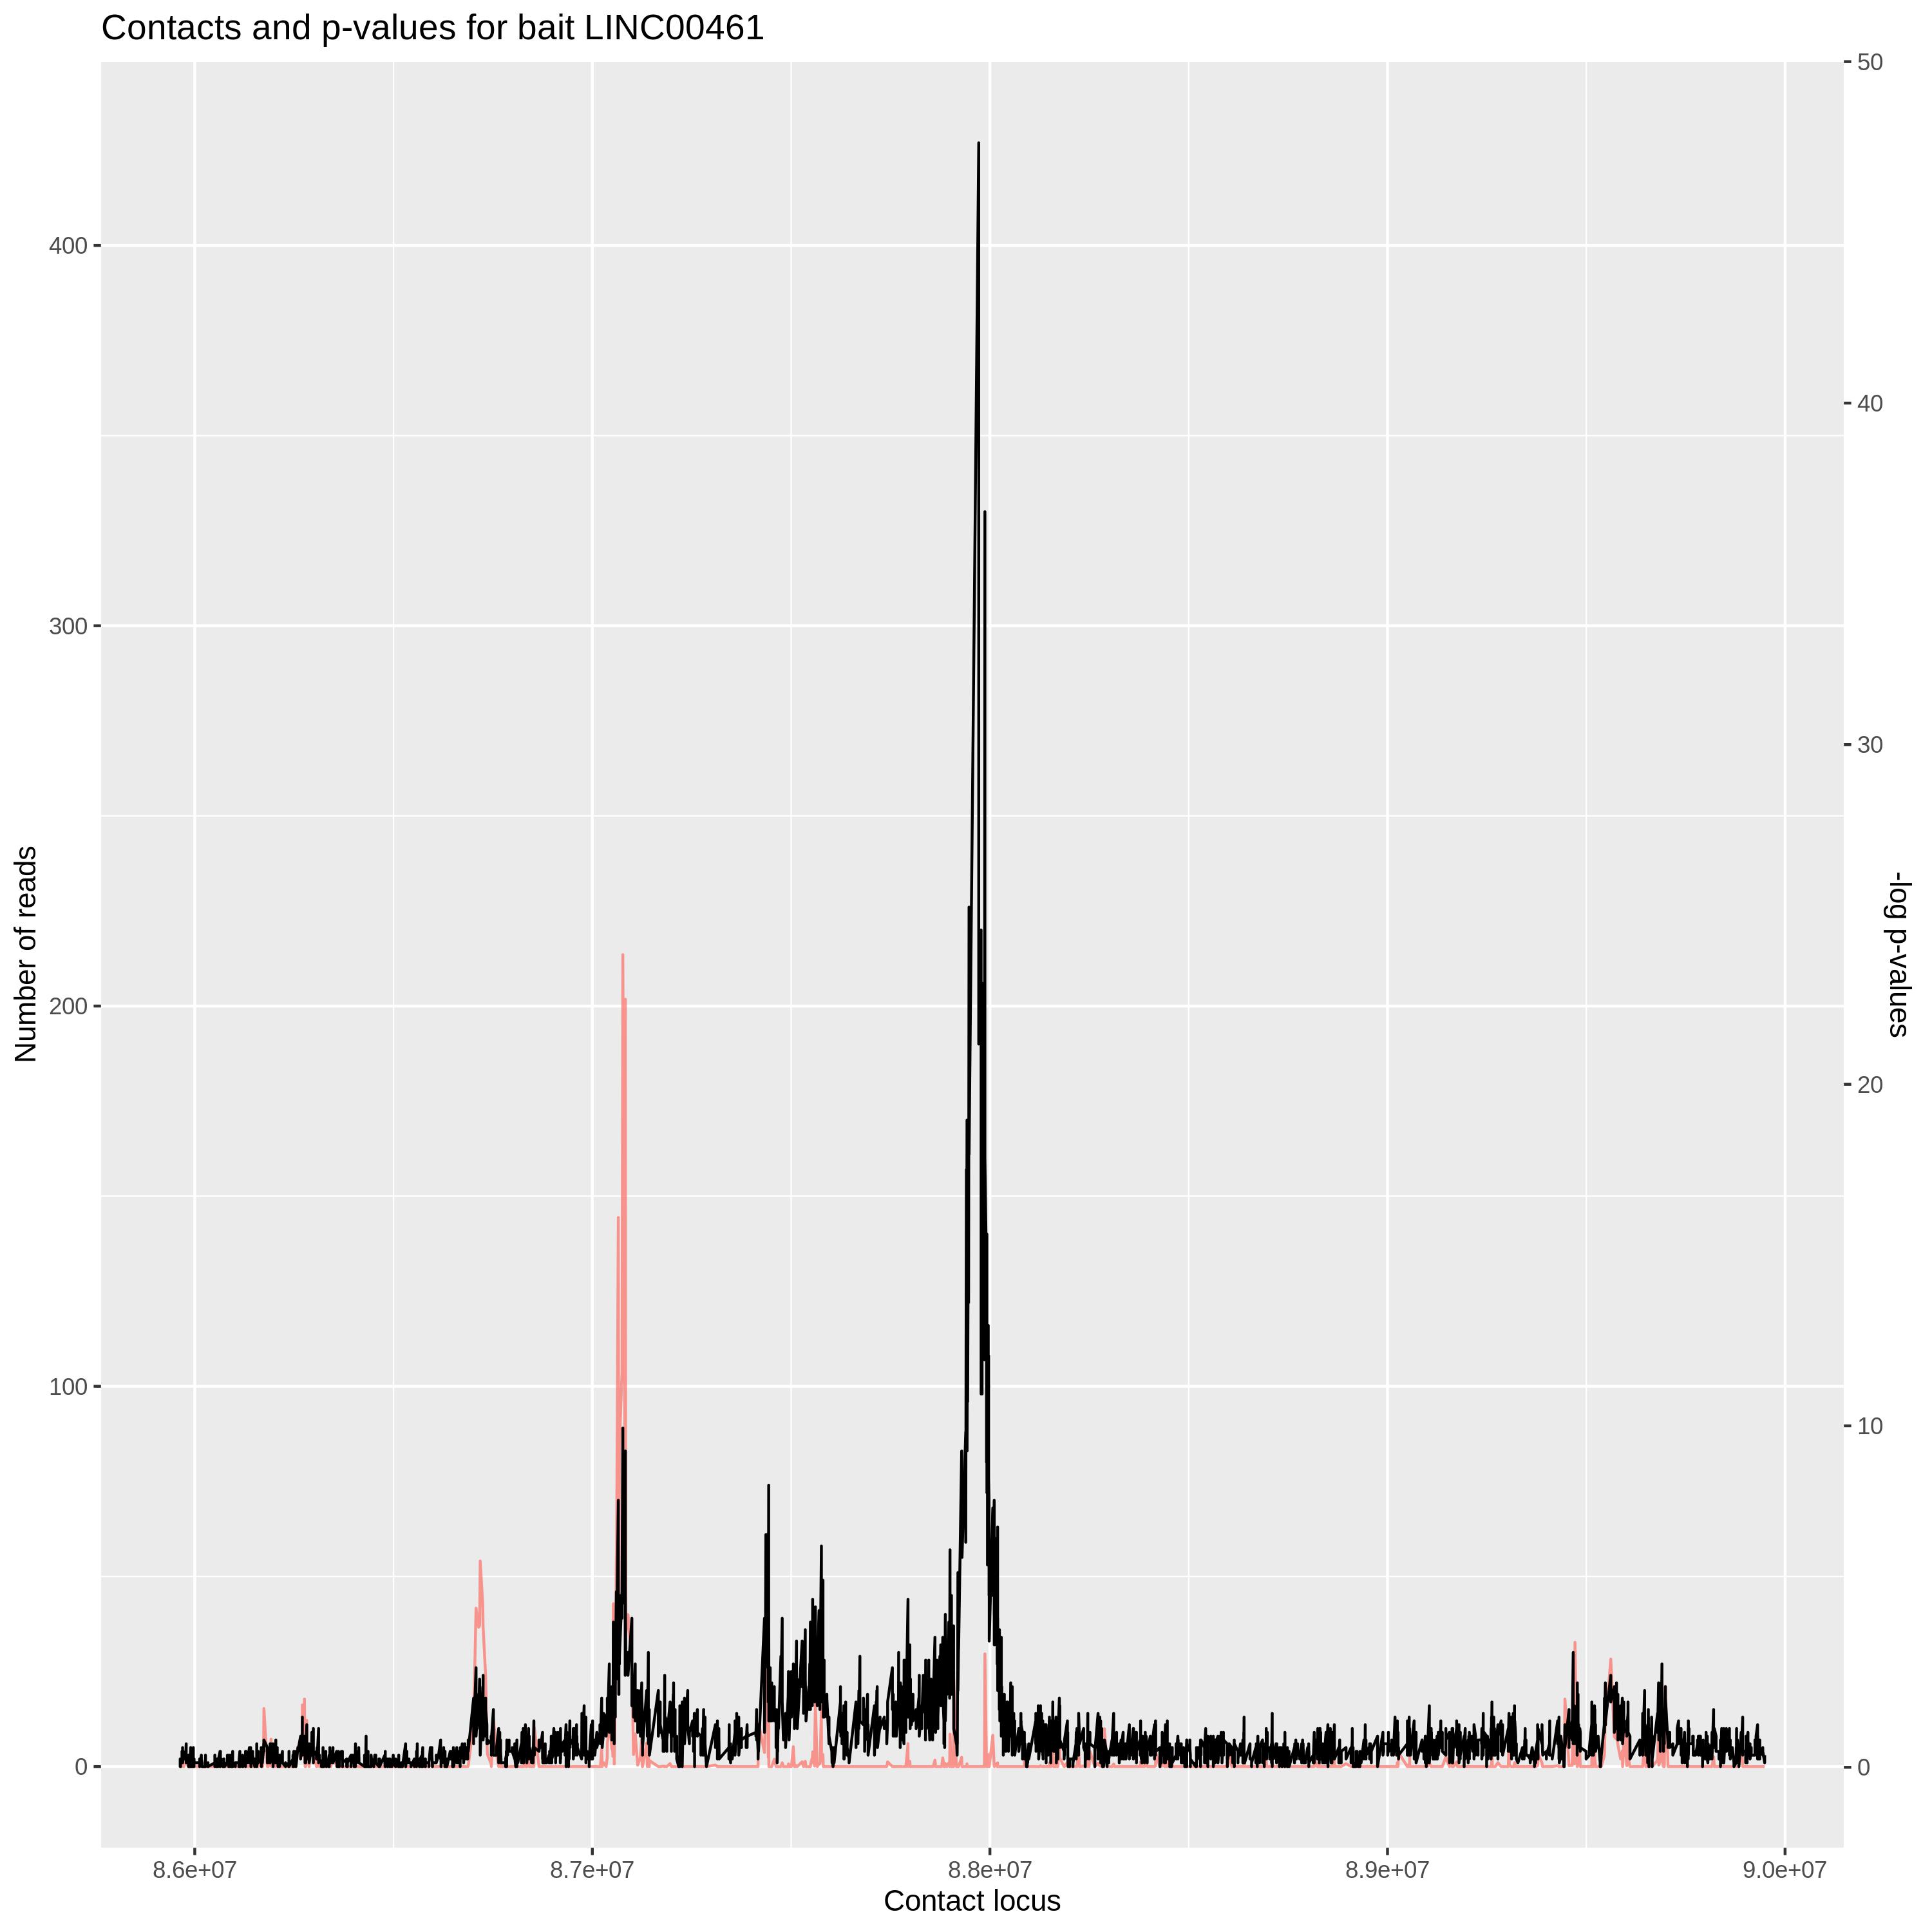 Contacts and p-values for bait LINC00461
50
400
40
300
30
200
20
100
10
0
0
Number of reads
-log p-values
8.6e+07 8.7e+07 8.8e+07 8.9e+07 9.0e+07
Contact locus